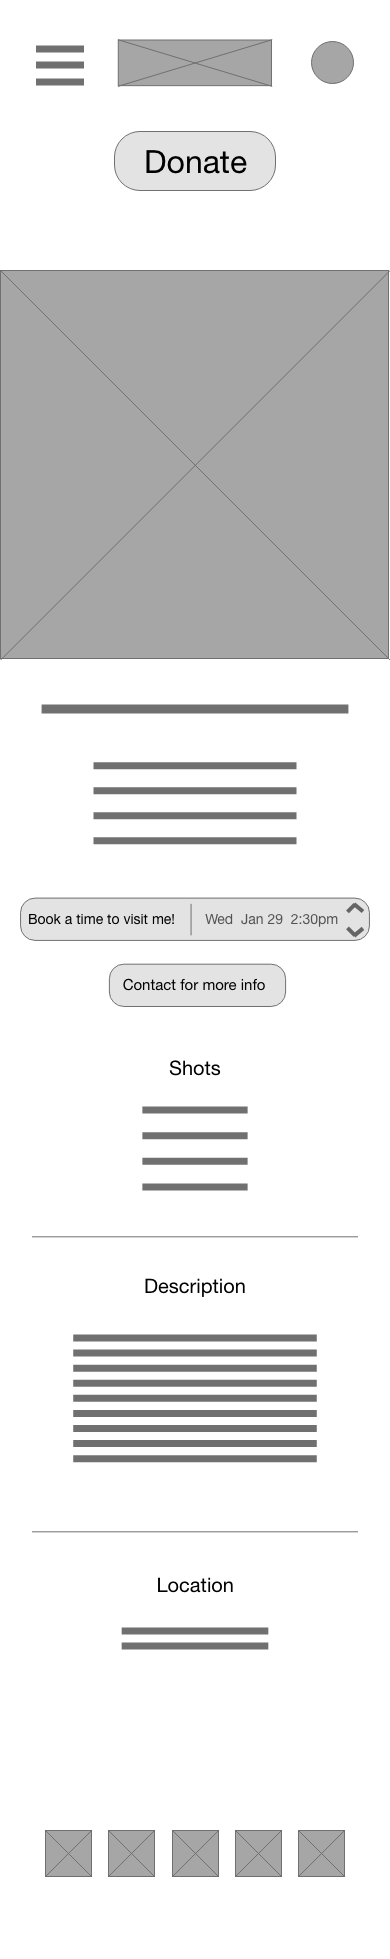 Donate
Book a time to visit me! Wed Jan 29 2:30pm
Contact for more info
Shots
Description
Location